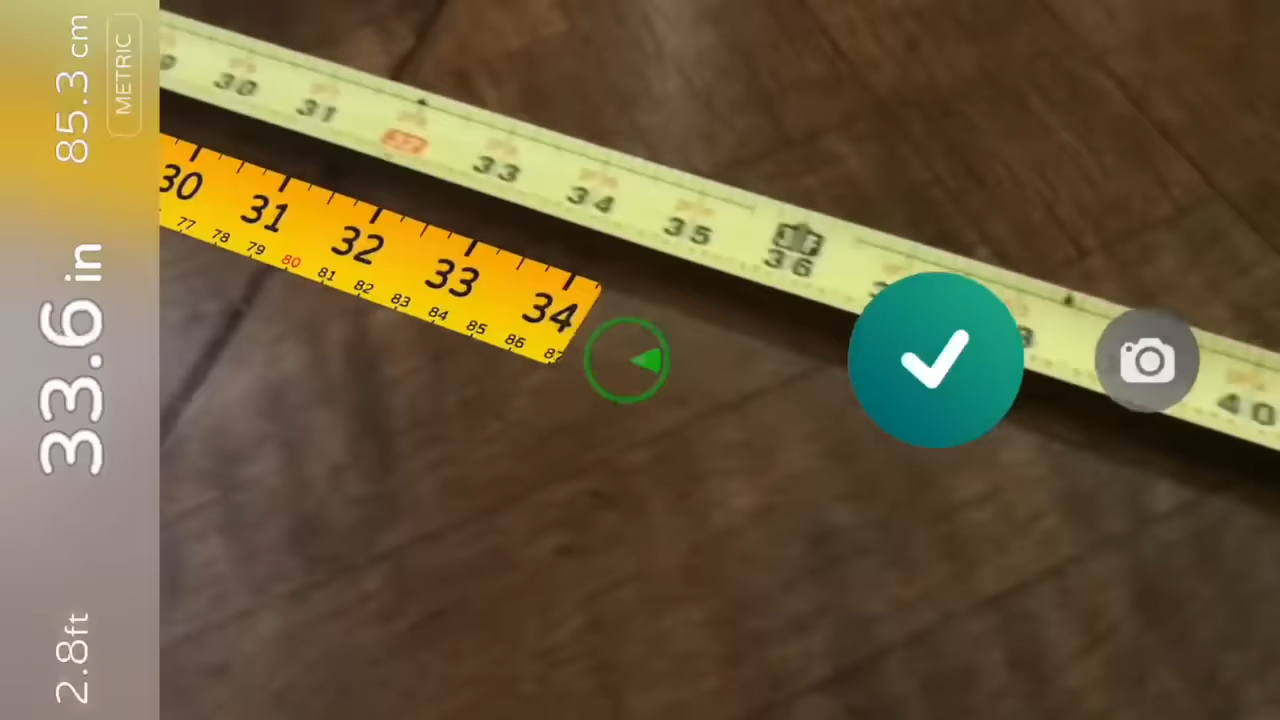 85.3 cm
METRIC
33.6 in
2.8ft
30 31 33 34 35 36
40
30 31 32 33 34
77 78 79 80 81 82 83 84 85 86